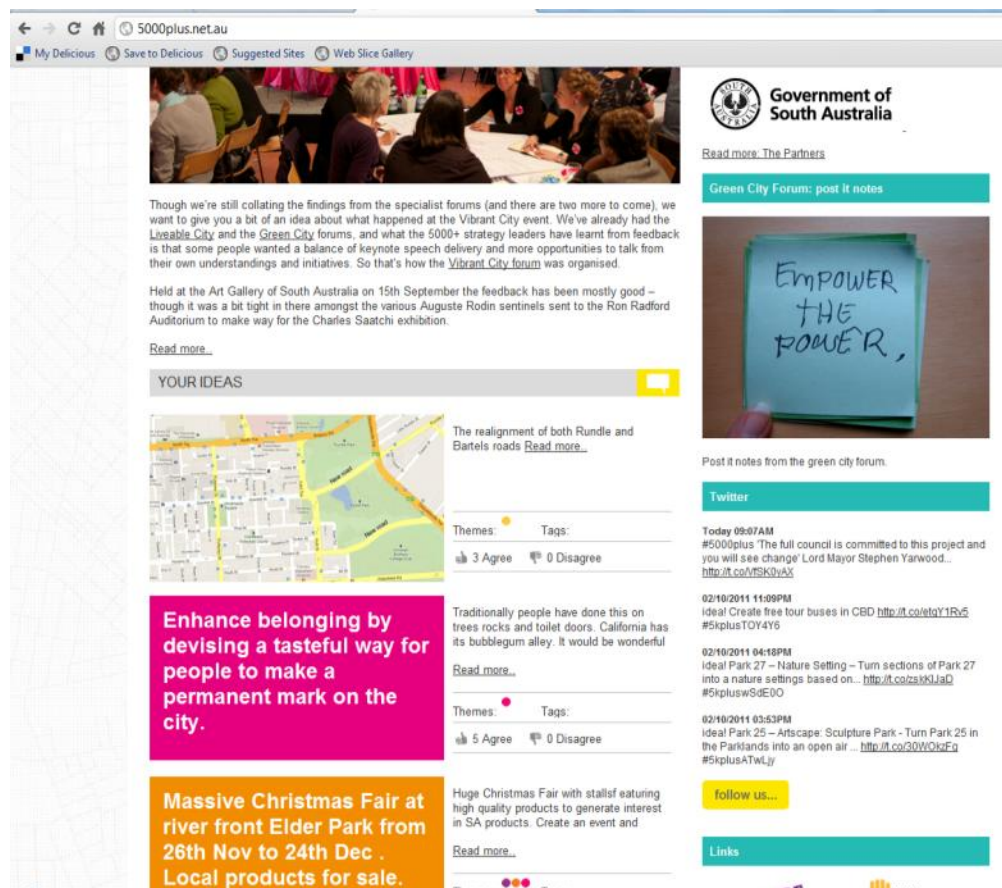 5000plus.net.au
My Delicious Save to Delicious Suggested Sites Web Slice Gallery
Though we're still collating the findings from the specialist forums (and there are two more to come), we
want to give you a bit of an idea about what happened at the Vibrant City event. We've already had the
Liveable City and the Green City forums, and what the 5000+ strategy leaders have learnt from feedback
is that some people wanted a balance of keynote speech delivery and more opportunities to talk from
their own understandings and initiatives. So that's how the Vibrant City forum was organised.
Held at the Art Gallery of South Australia on 15th September the feedback has been mostly good –
though it was a bit tight in there amongst the various Auguste Rodin sentinels sent to the Ron Radford
Auditorium to make way for the Charles Saatchi exhibition.
Read more..
YOUR IDEAS
The realignment of both Rundle and
Bartels roads Read more..
New road
New road
Themes: Tags:
3 Agree 0 Disagree
Enhance belonging by
devising a tasteful way for
people to make a
permanent mark on the
city.
Traditionally people have done this on
trees rocks and toilet doors. California has
its bubblegum alley. It would be wonderful
Read more..
Themes: Tags:
5 Agree 0 Disagree
Massive Christmas Fair at
river front Elder Park from
26th Nov to 24th Dec .
Local products for sale.
Huge Christmas Fair with stallsf eaturing
high quality products to generate interest
in SA products. Create an event and
Read more..
SOUTH AUSTRALIA
Government of
South Australia
Read more: The Partners
Green City Forum: post it notes
EMPOWER
THE
POWER,
Post it notes from the green city forum.
Twitter
Today 09:07AM
#5000plus 'The full council is committed to this project and
you will see change' Lord Mayor Stephen Yarwood...
http://t.co/VfSK0yAX
02/10/2011 11:09PM
idea! Create free tour buses in CBD http://t.co/etqY1Rv5
#5kplusTOY4Y6
02/10/2011 04:18PM
idea! Park 27 – Nature Setting – Turn sections of Park 27
into a nature settings based on... http://t.co/zskKIJaD
#5kpluswSdE0O
02/10/2011 03:53PM
idea! Park 25 – Artscape: Sculpture Park - Turn Park 25 in
the Parklands into an open air ... http://t.co/30WOkzFq
#5kplusATwLjy
follow us...
Links